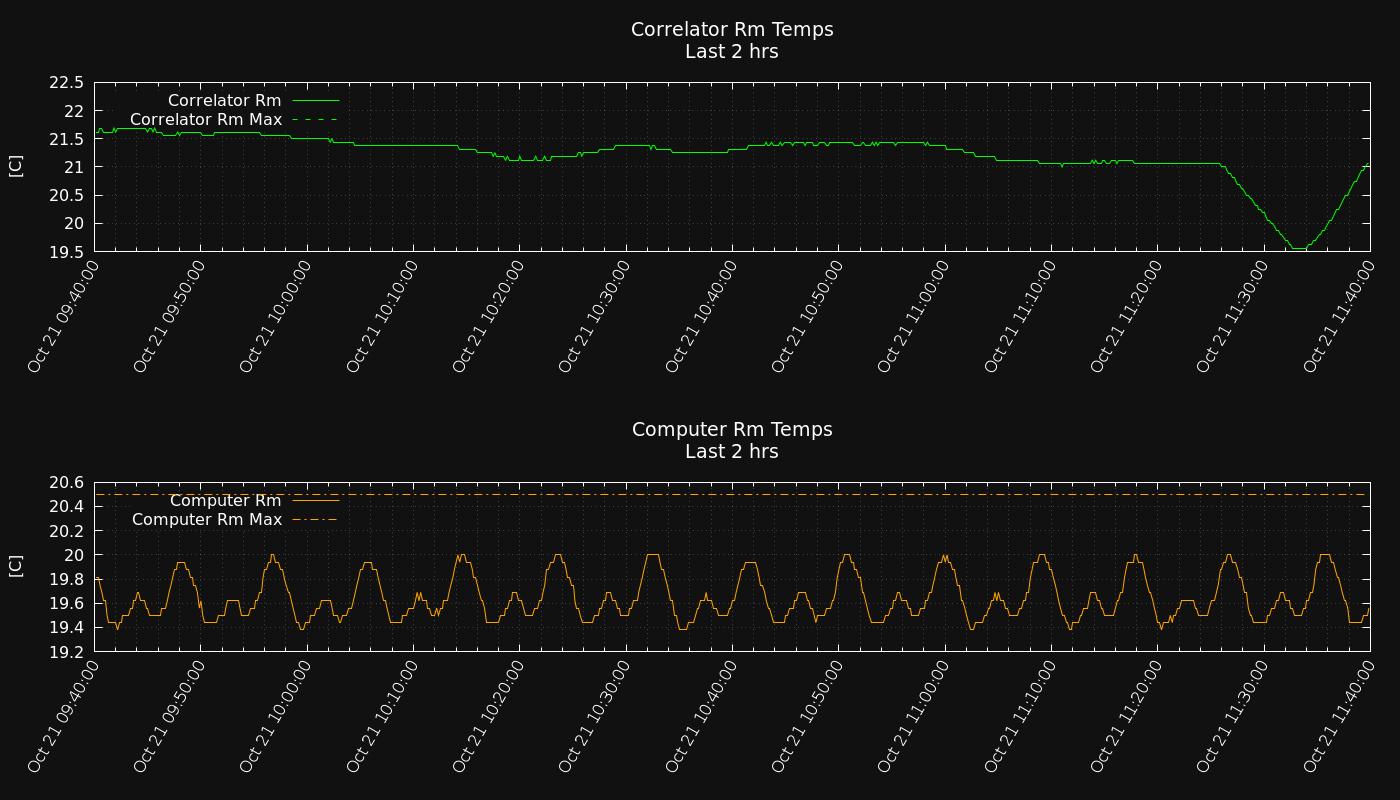 Correlator Rm Temps
Last 2 hrs
22.5
22
21.5
21
20.5
20
19.5
[C]
Correlator Rm
Correlator Rm Max
Oct 21 09:40:00
Oct 21 09:50:00
Oct 21 10:00:00
Oct 21 10:10:00
Oct 21 10:20:00
Oct 21 10:30:00
Oct 21 10:40:00
Oct 21 10:50:00
Oct 21 11:00:00
Oct 21 11:10:00
Oct 21 11:20:00
Oct 21 11:30:00
Oct 21 11:40:00
Computer Rm Temps
Last 2 hrs
20.6
20.4
20.2
20
19.8
19.6
19.4
19.2
[C]
Computer Rm
Computer Rm Max
Oct 21 09:40:00
Oct 21 09:50:00
Oct 21 10:00:00
Oct 21 10:10:00
Oct 21 10:20:00
Oct 21 10:30:00
Oct 21 10:40:00
Oct 21 10:50:00
Oct 21 11:00:00
Oct 21 11:10:00
Oct 21 11:20:00
Oct 21 11:30:00
Oct 21 11:40:00